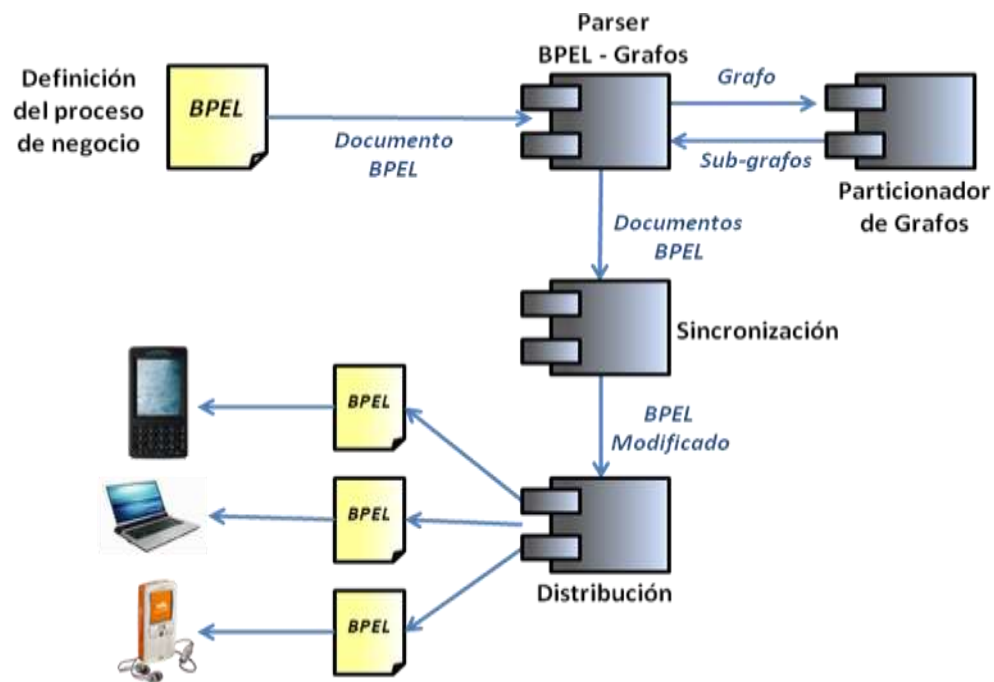 Definición
del proceso
de negocio
BPEL
Documento
BPEL
Parser
BPEL - Grafos
Grafo
Sub-grafos
Particionador
de Grafos
Documentos
BPEL
Sincronización
BPEL
Modificado
Distribución
BPEL
BPEL
BPEL